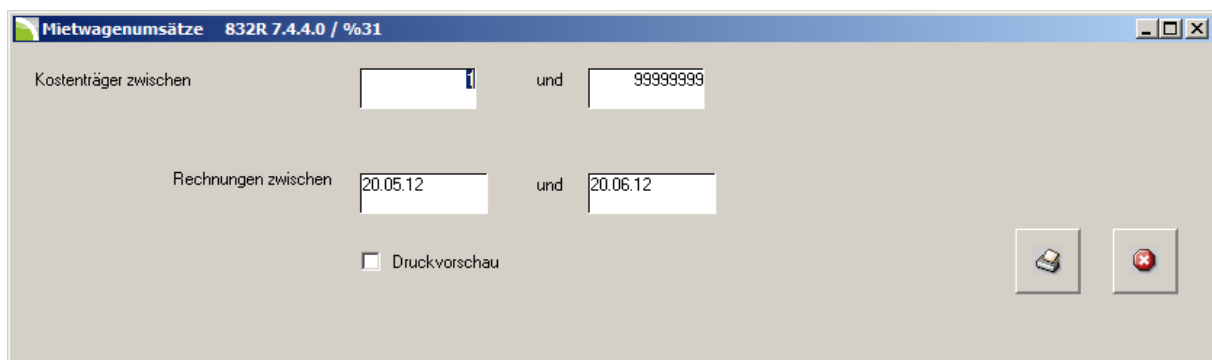 Mietwagenumsätze 832R 7.4.4.0 / %31
Kostenträger zwischen 1 und 99999999
Rechnungen zwischen 20.05.12 und 20.06.12
Druckvorschau